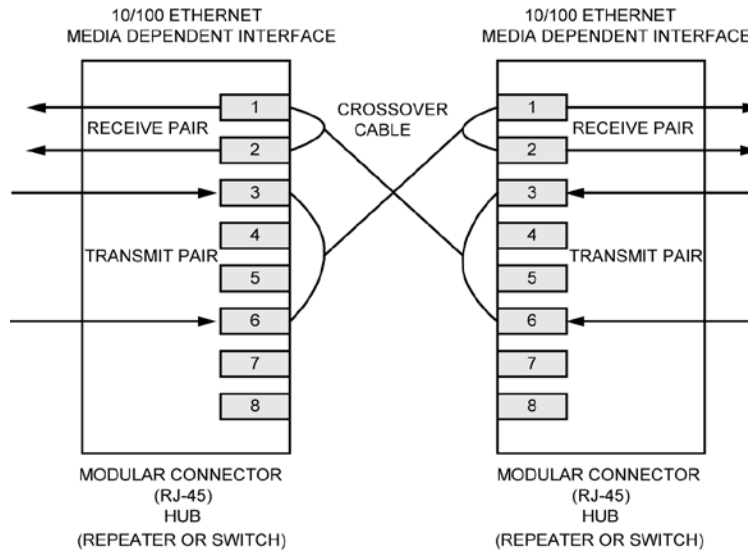 10/100 ETHERNET
MEDIA DEPENDENT INTERFACE
10/100 ETHERNET
MEDIA DEPENDENT INTERFACE
1
RECEIVE PAIR
2
3
4
TRANSMIT PAIR
5
6
7
8
CROSSOVER
CABLE
1
RECEIVE PAIR
2
3
4
TRANSMIT PAIR
5
6
7
8
MODULAR CONNECTOR
(RJ-45)
HUB
(REPEATER OR SWITCH)
MODULAR CONNECTOR
(RJ-45)
HUB
(REPEATER OR SWITCH)